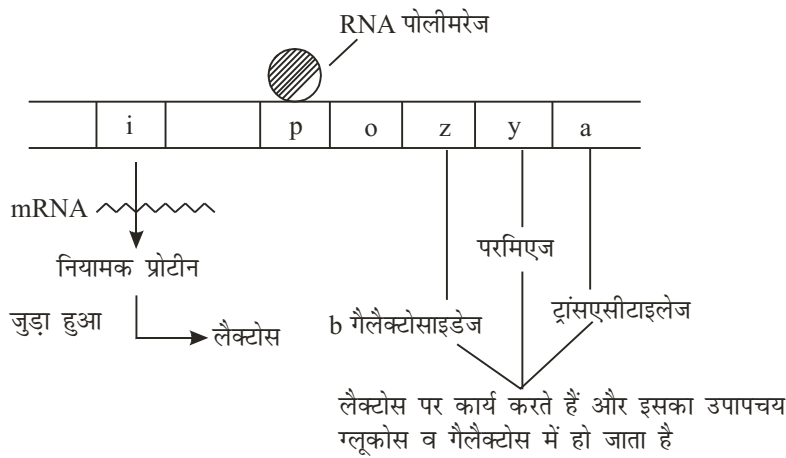 RNA पोलीमरेज
i p o z y a
mRNA
नियामक प्रोटीन
परमिएज
जुड़ा हुआ
लैक्टोस
b गैलैक्टोसाइडेज
ट्रांसएसीटाइलेज
लैक्टोस पर कार्य करते हैं और इसका उपापचय
ग्लूकोस व गैलैक्टोस में हो जाता है